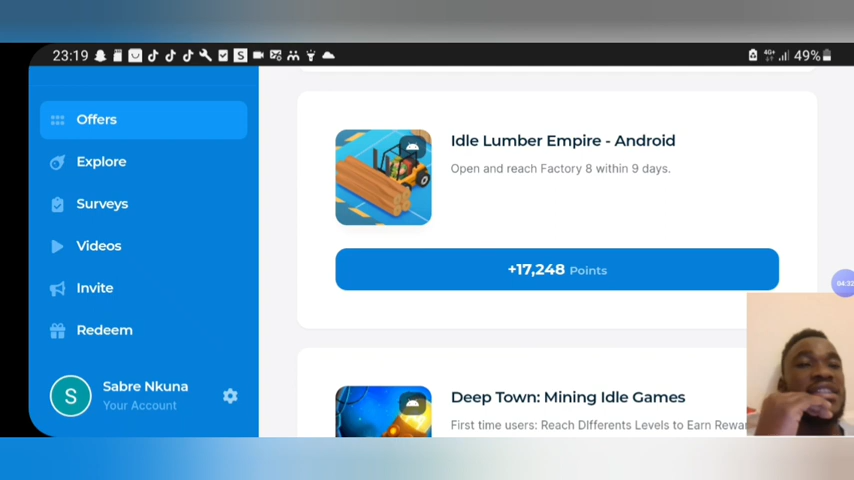 23:19
49%
Offers
Explore
Surveys
Videos
Invite
Redeem
S
Sabre Nkuna
Your Account
Idle Lumber Empire - Android
Open and reach Factory 8 within 9 days.
+17,248 Points
Deep Town: Mining Idle Games
First time users: Reach DIfferents Levels to Earn Rewar